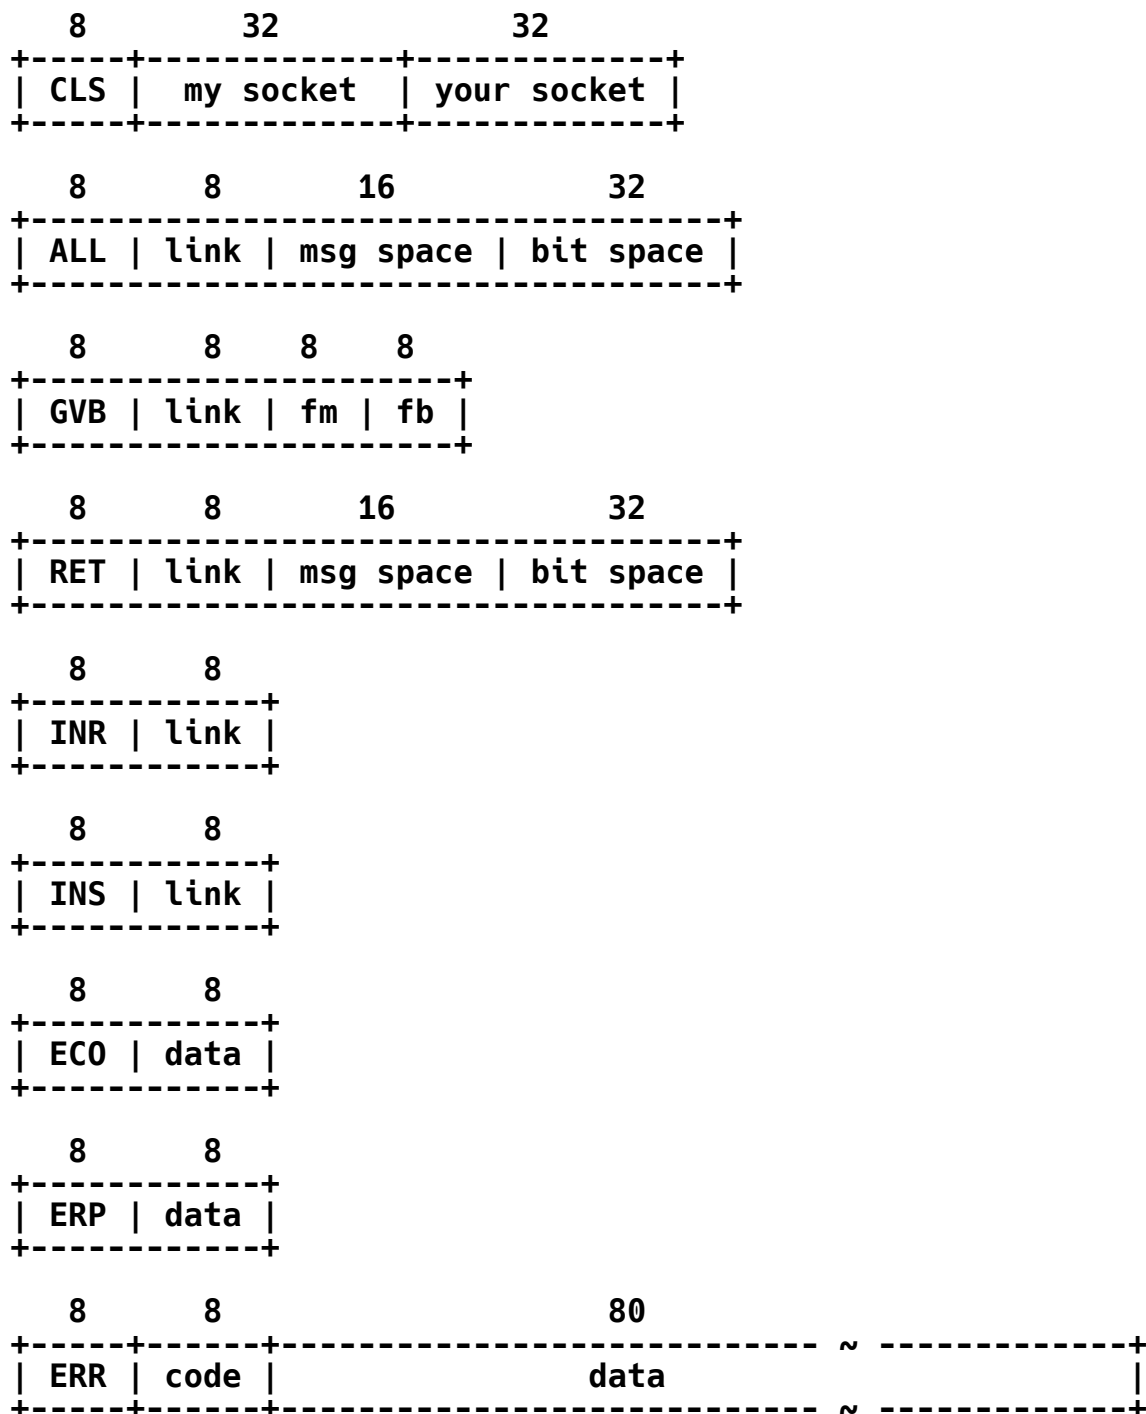 8        32            32
+-----+-------------+-------------+
| CLS |  my socket  | your socket |
+-----+-------------+-------------+

   8      8       16           32
+------------------------------------+
| ALL | link | msg space | bit space |
+------------------------------------+

   8      8    8    8
+----------------------+
| GVB | link | fm | fb |
+----------------------+

   8      8       16           32
+------------------------------------+
| RET | link | msg space | bit space |
+------------------------------------+

   8      8
+------------+
| INR | link |
+------------+

   8      8
+------------+
| INS | link |
+------------+

   8      8
+------------+
| ECO | data |
+------------+

   8      8
+------------+
| ERP | data |
+------------+

   8      8                    80
+-----+------+---------------------------- ~ -------------+
| ERR | code |                data                        |
+-----+------+---------------------------- ~ -------------+